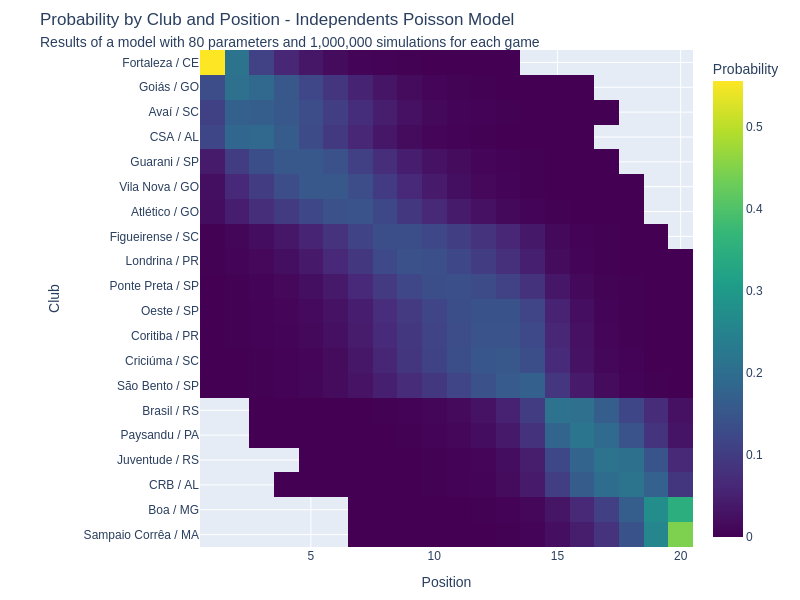 Probability by Club and Position - Independents Poisson Model
Results of a model with 80 parameters and 1,000,000 simulations for each game
Probability
Fortaleza / CE
Goiás / GO
Avaí / SC
CSA / AL
Guarani / SP
Vila Nova / GO
Atlético / GO
Figueirense / SC
Londrina / PR
Ponte Preta / SP
Oeste / SP
Coritiba / PR
Criciúma / SC
São Bento / SP
Brasil / RS
Paysandu / PA
Juventude / RS
CRB / AL
Boa / MG
Sampaio Corrêa / MA
Club
5 10 15 20
Position
0.5
0.4
0.3
0.2
0.1
0